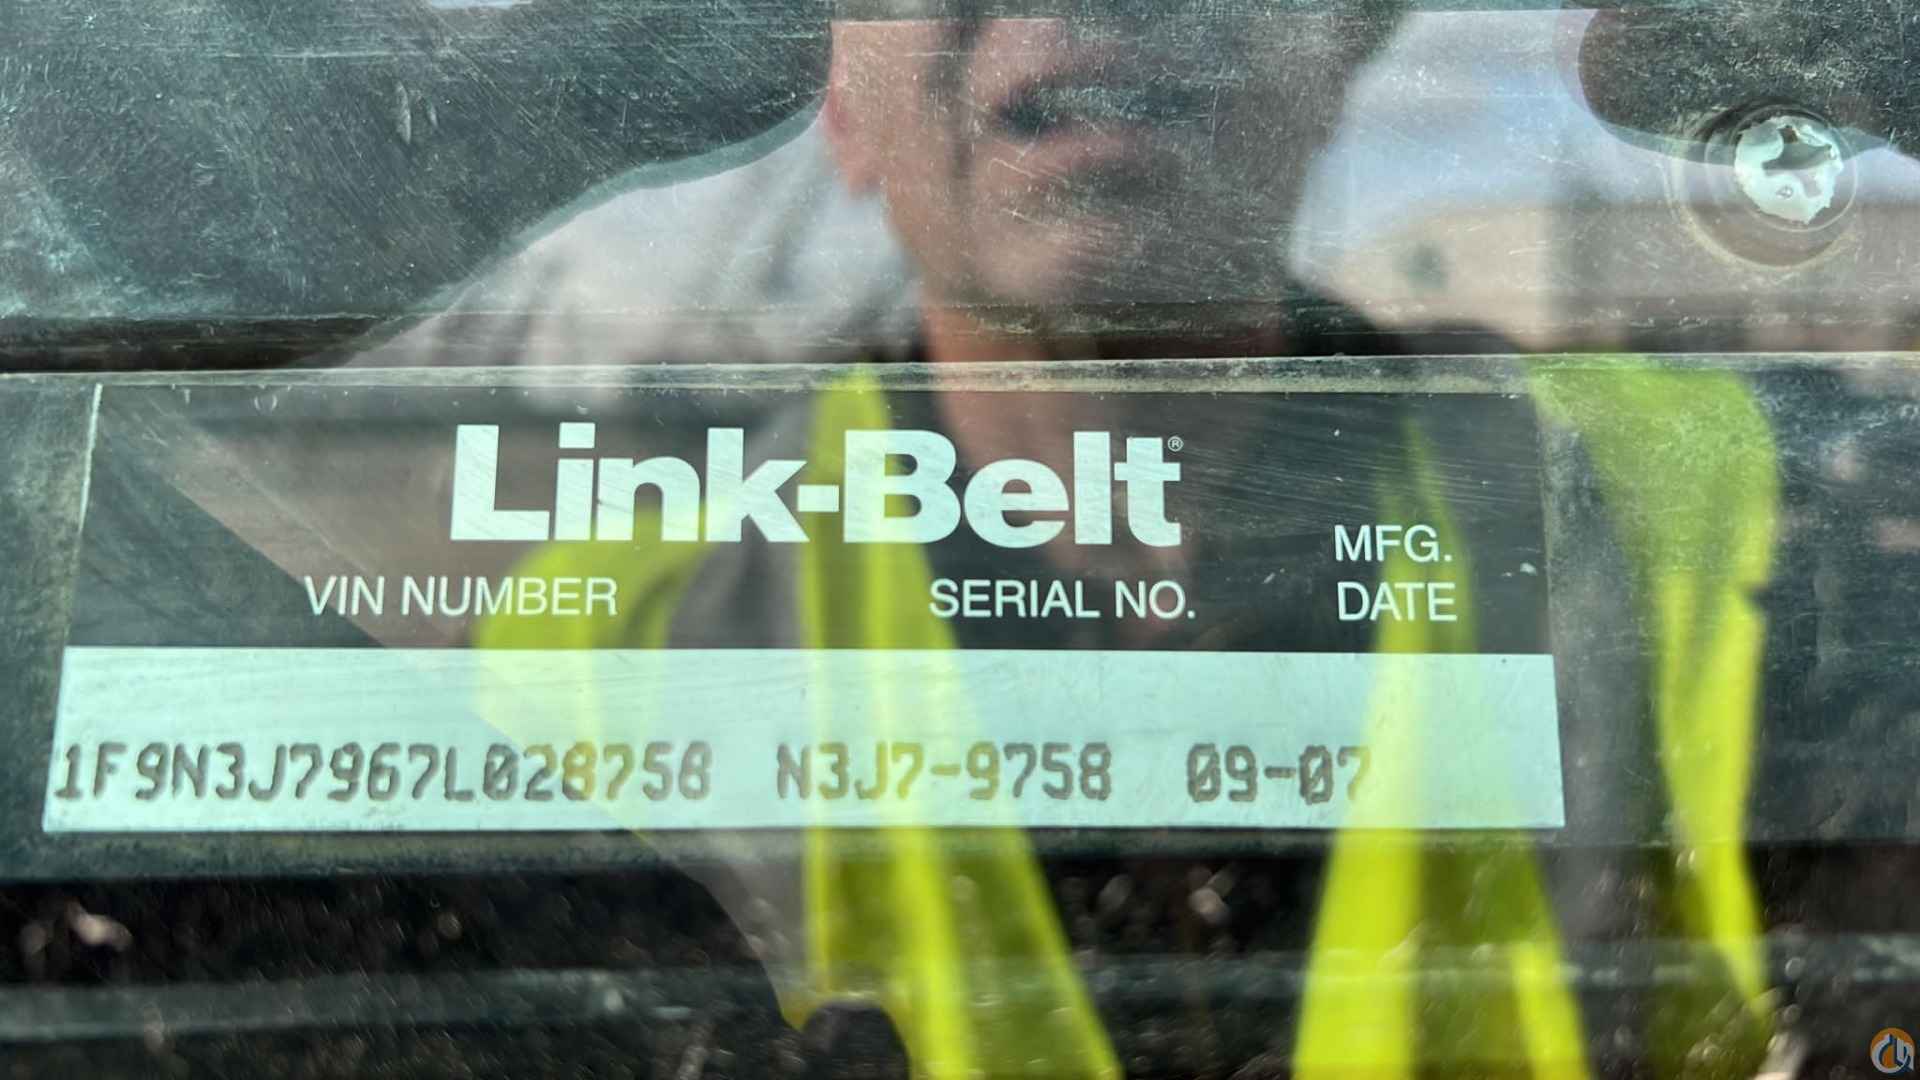 Link-Belt®
VIN NUMBER SERIAL NO. MFG. DATE
1F9N3J7967L028758 N3J7-9758 09-07